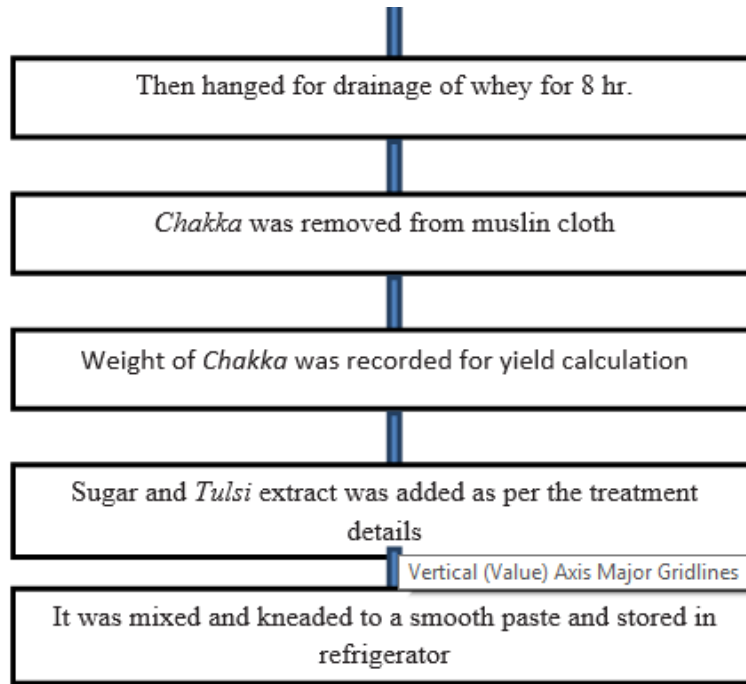 Then hanged for drainage of whey for 8 hr.
Chakka was removed from muslin cloth
Weight of Chakka was recorded for yield calculation
Sugar and Tulsi extract was added as per the treatment
details
Vertical (Value) Axis Major Gridlines
It was mixed and kneaded to a smooth paste and stored in
refrigerator